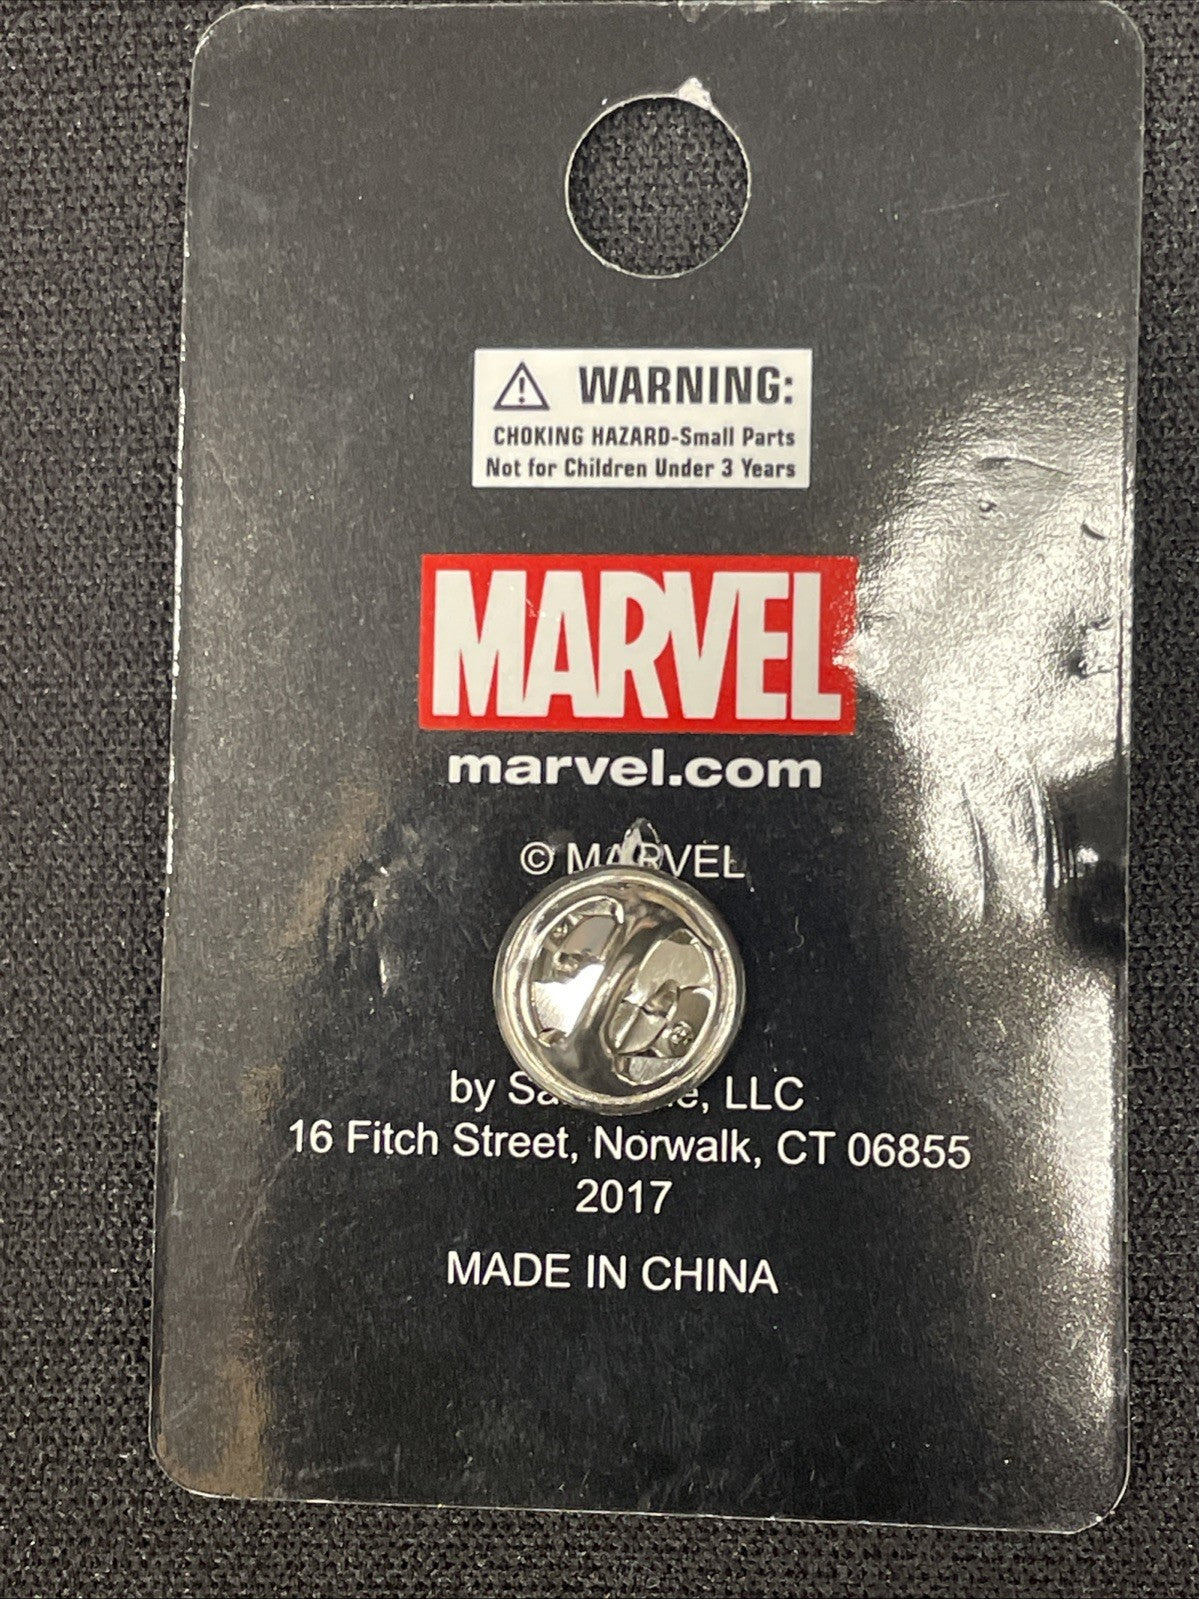 WARNING:
CHOKING HAZARD-Small Parts
Not for Children Under 3 Years
MARVEL
marvel.com
© MARVEL
by LLC
16 Fitch Street, Norwalk, CT 06855
2017
MADE IN CHINA